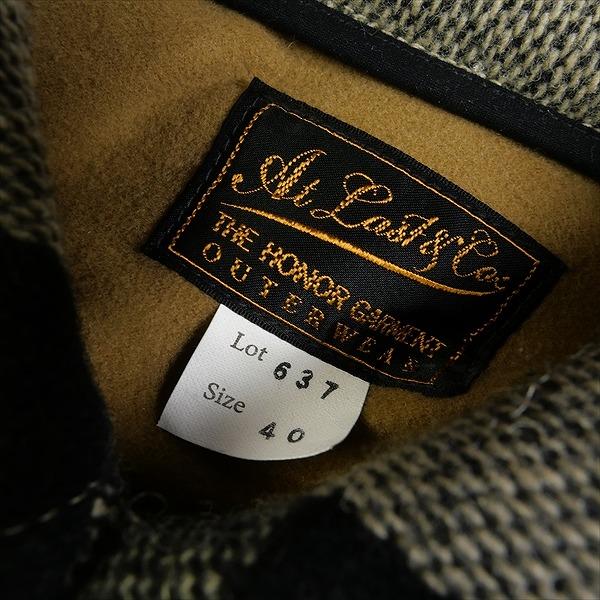 At Last & Co
THE HONOR GARMENT
OUTERWEAR
Lot 637
Size 40